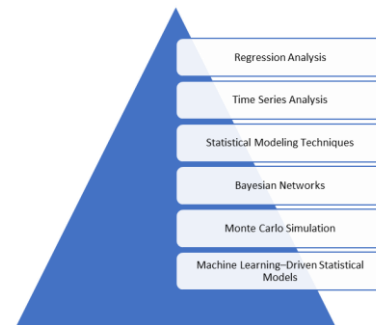 Regression Analysis
Time Series Analysis
Statistical Modeling Techniques
Bayesian Networks
Monte Carlo Simulation
Machine Learning–Driven Statistical
Models